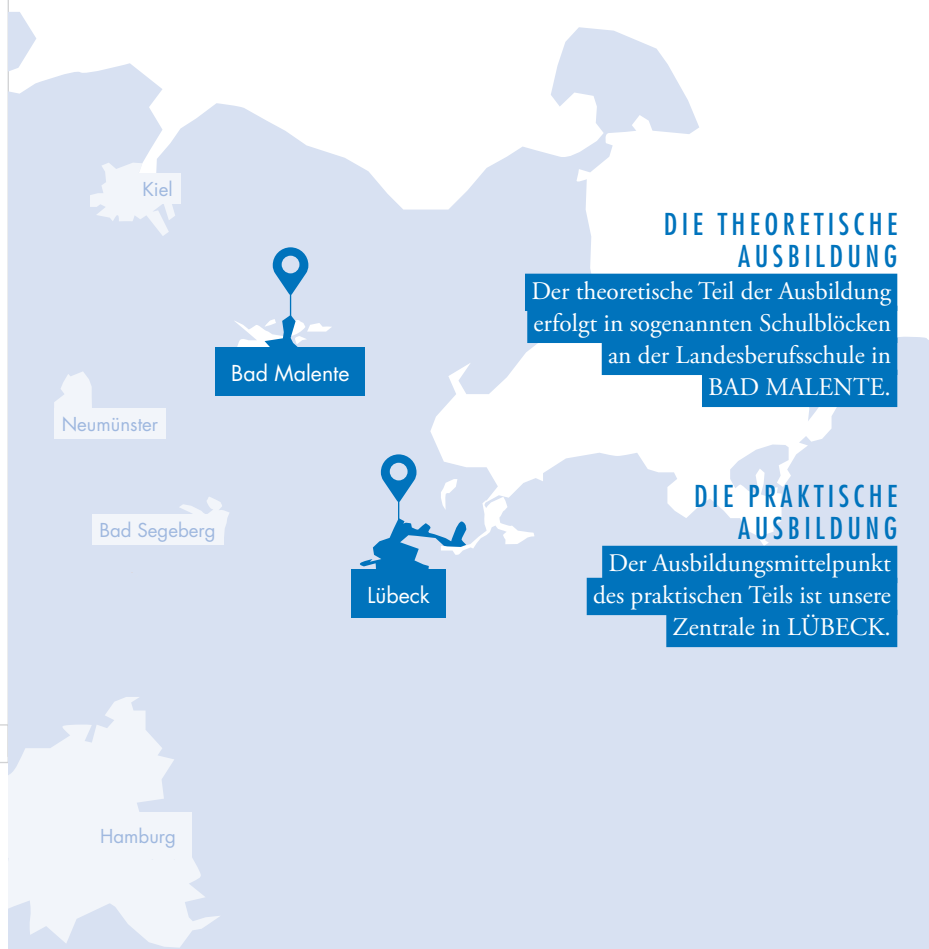 Kiel
DIE THEORETISCHE
AUSBILDUNG
Der theoretische Teil der Ausbildung
erfolgt in sogenannten Schulblöcken
an der Landesberufsschule in
BAD MALENTE.
Bad Malente
Neumünster
Bad Segeberg
DIE PRAKTISCHE
AUSBILDUNG
Der Ausbildungsmittelpunkt
des praktischen Teils ist unsere
Zentrale in LÜBECK.
Lübeck
Hamburg